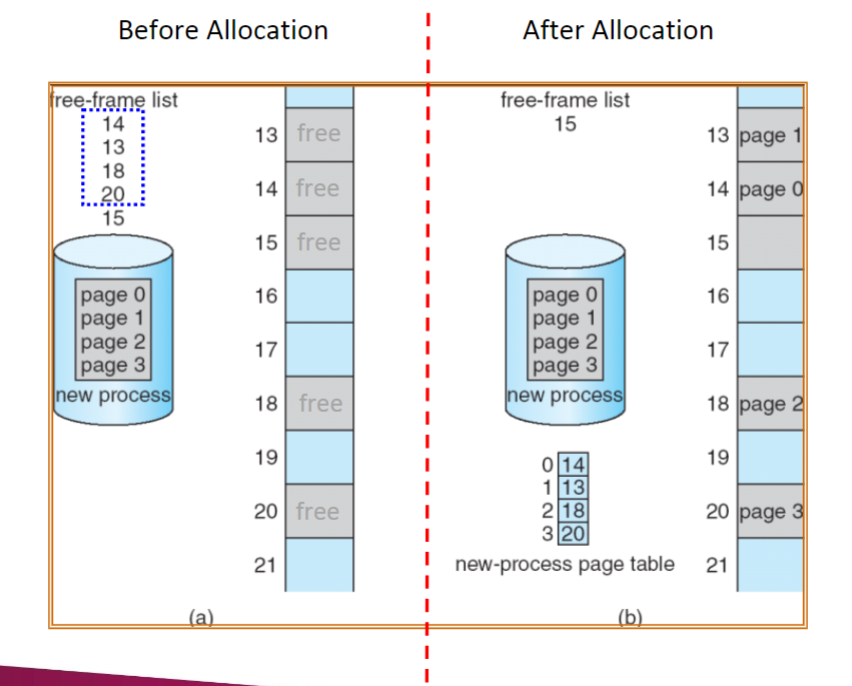 Before Allocation
free-frame list
14
13
18
20
15
page 0
page 1
page 2
page 3
new process
13 free
14 free
15 free
16
17
18 free
19
20 free
21
(a)
After Allocation
free-frame list
15
page 0
page 1
page 2
page 3
new process
0 14
1 13
2 18
3 20
new-process page table
13 page 1
14 page 0
15
16
17
18 page 2
19
20 page 3
21
(b)